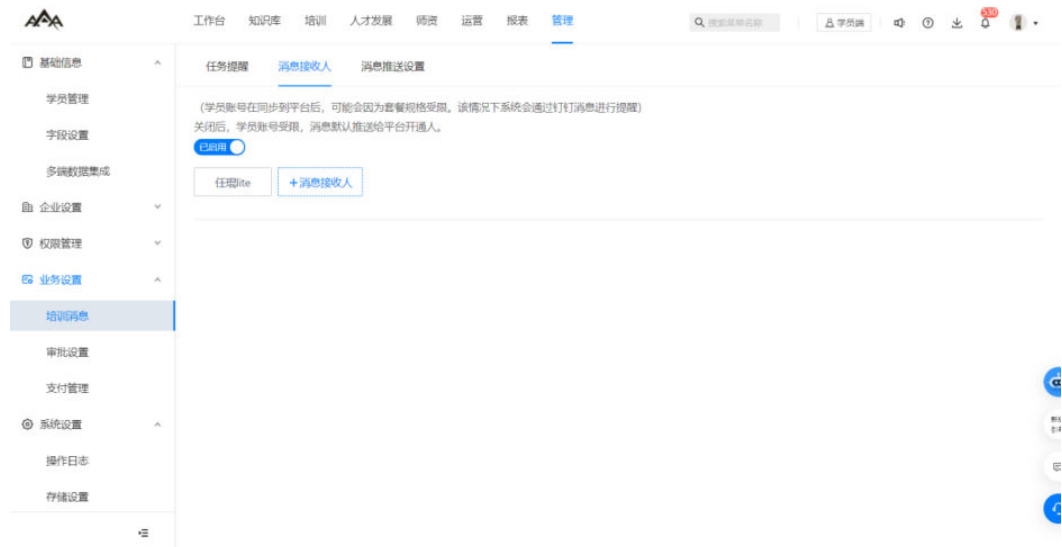 工作台 知识库 培训 人才发展 师资 运营 报表 管理 搜索菜单名称 学员端 530
基础信息
学员管理
字段设置
多端数据集成
企业设置
权限管理
业务设置
培训消息
审批设置
支付管理
系统设置
操作日志
存储设置
任务提醒 消息接收人 消息推送设置
（学员账号在同步到平台后，可能会因为套餐规格受限。该情况下系统会通过钉钉消息进行提醒）
关闭后，学员账号受限，消息默认推送给平台开通人。
已启用
任琨lite +消息接收人